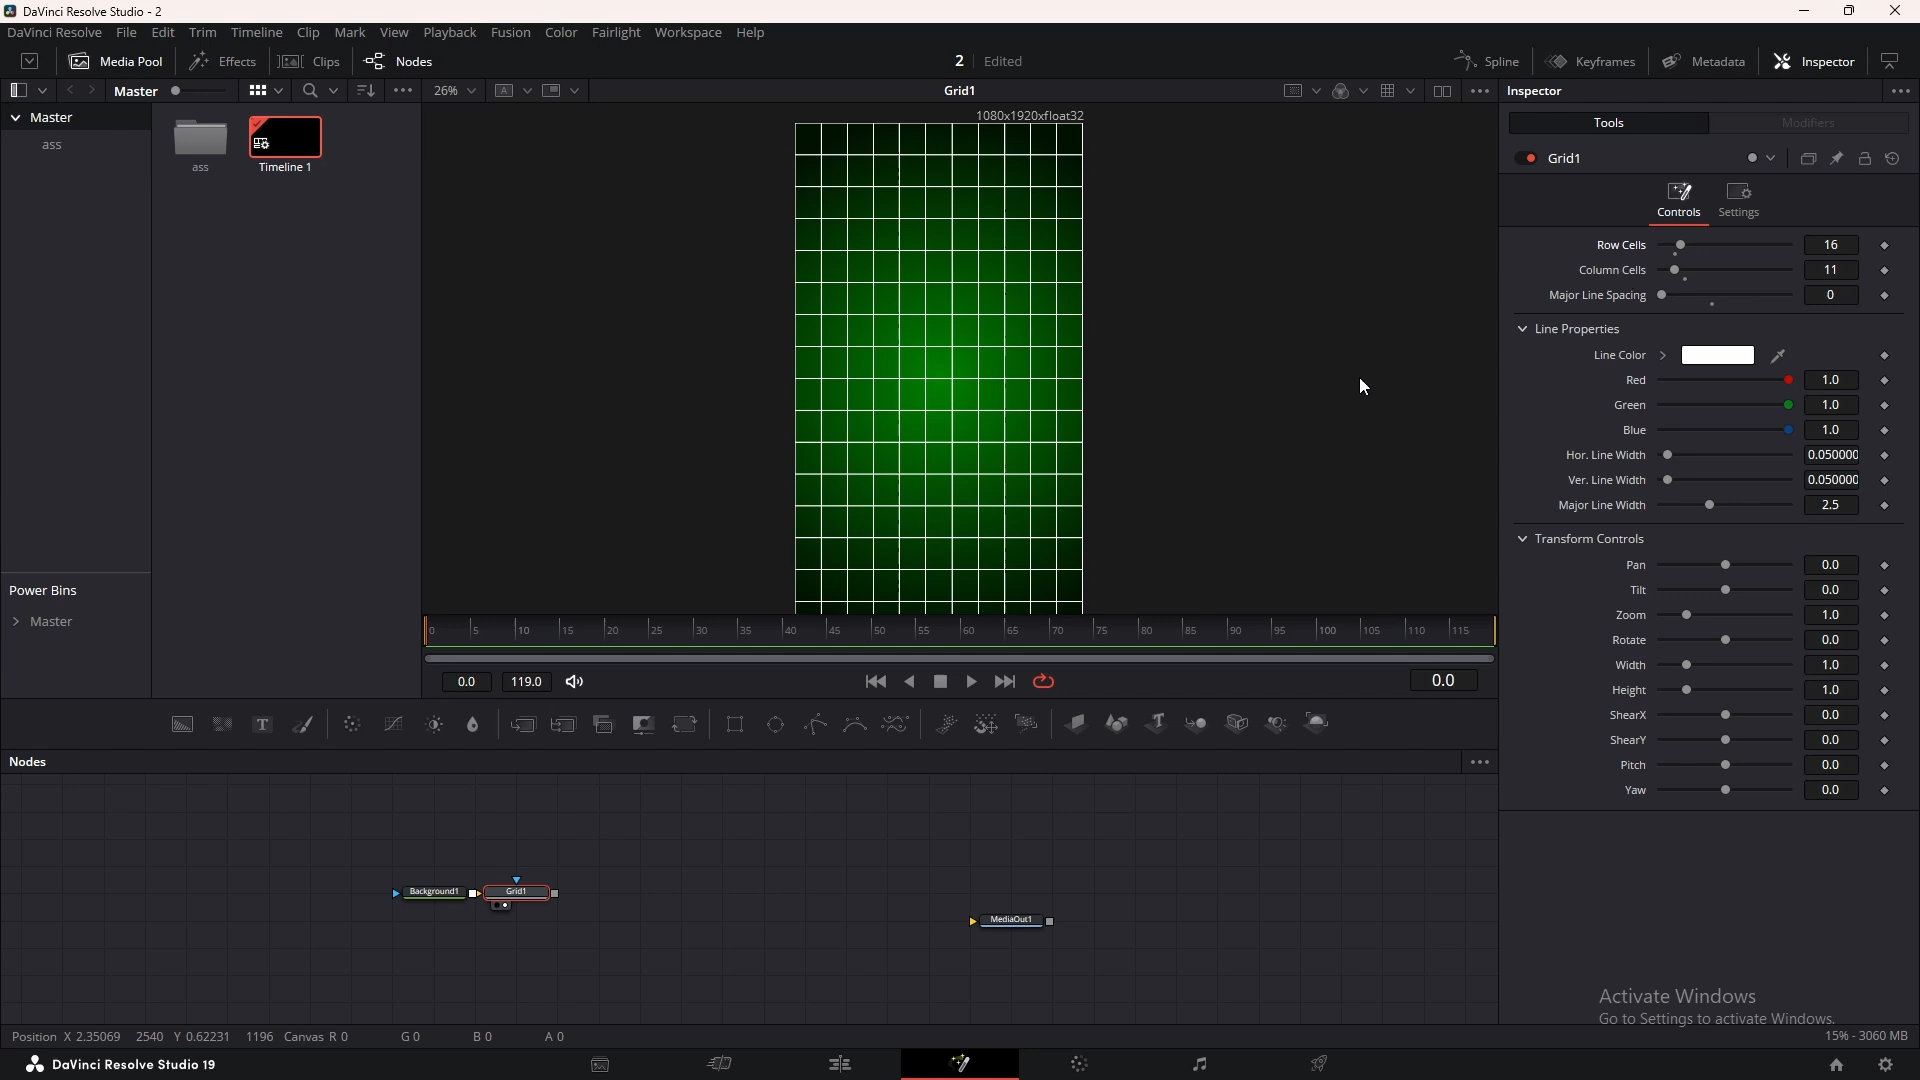 DaVinci Resolve Studio - 2
DaVinci Resolve File Edit Trim Timeline Clip Mark View Playback Fusion Color Fairlight Workspace Help
Media Pool Effects Clips Nodes 2 Edited Spline Keyframes Metadata Inspector
Master 26% A Grid1 Inspector
Master
ass
ass
Timeline 1
1080x1920xfloat32
Tools Modifiers
Grid1
Controls Settings
Row Cells 16
Column Cells 11
Major Line Spacing 0
Line Properties
Line Color
Red 1.0
Green 1.0
Blue 1.0
Hor. Line Width 0.050000
Ver. Line Width 0.050000
Major Line Width 2.5
Transform Controls
Pan 0.0
Tilt 0.0
Zoom 1.0
Rotate 0.0
Width 1.0
Height 1.0
ShearX 0.0
ShearY 0.0
Pitch 0.0
Yaw 0.0
Power Bins
Master
0 5 10 15 20 25 30 35 40 45 50 55 60 65 70 75 80 85 90 95 100 105 110 115
0.0 119.0 0.0
T T
Nodes
Background1 Grid1
MediaOut1
Activate Windows
Go to Settings to activate Windows.
Position X 2.35069 2540 Y 0.62231 1196 Canvas R 0 G 0 B 0 A 0 15% - 3060 MB
DaVinci Resolve Studio 19